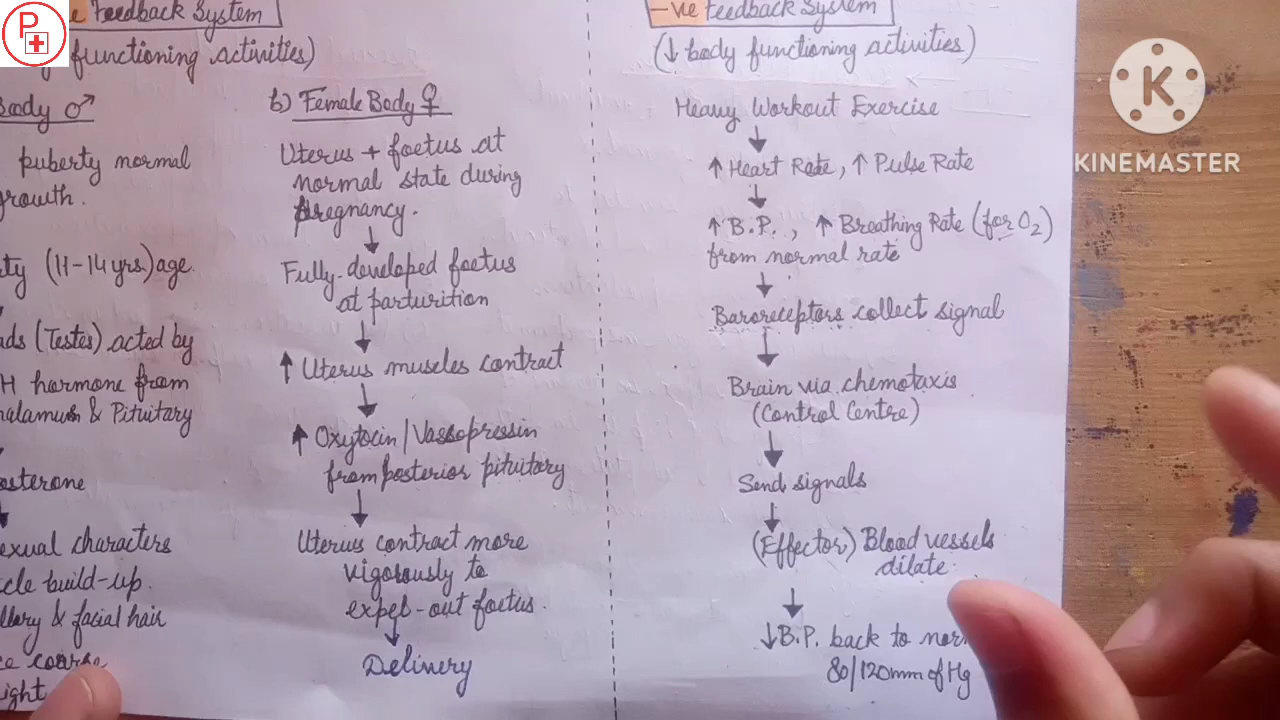 P
Feedback System
functioning activities)
Body ♂
puberty normal
growth.
(11-14 yrs.) age.
(Testes) acted by
H hormone from
& Pituitary
b) Female Body ♀
Uterus + foetus at
normal state during
pregnancy.
↓
Fully-developed foetus
at parturition
↓
↑ Uterus muscles contract
↓
↑ Oxytocin/Vassopressin
from posterior pituitary
↓
Uterus contract more
vigorously to
expel-out foetus.
↓
Delivery
-ve Feedback System
(↓ body functioning activities)
Heavy Workout Exercise
↓
↑ Heart Rate, ↑ Pulse Rate
↓
↑ B.P., ↑ Breathing Rate (for O2)
from normal rate
↓
Baroreceptors collect signal
↓
Brain via chemotaxis
(Control Centre)
↓
Send signals
↓
(Effector) Blood vessels
dilate.
↓
↓ B.P. back to
80/120mm of Hg
characters
build-up.
& facial hair
coarse
K
KINEMASTER